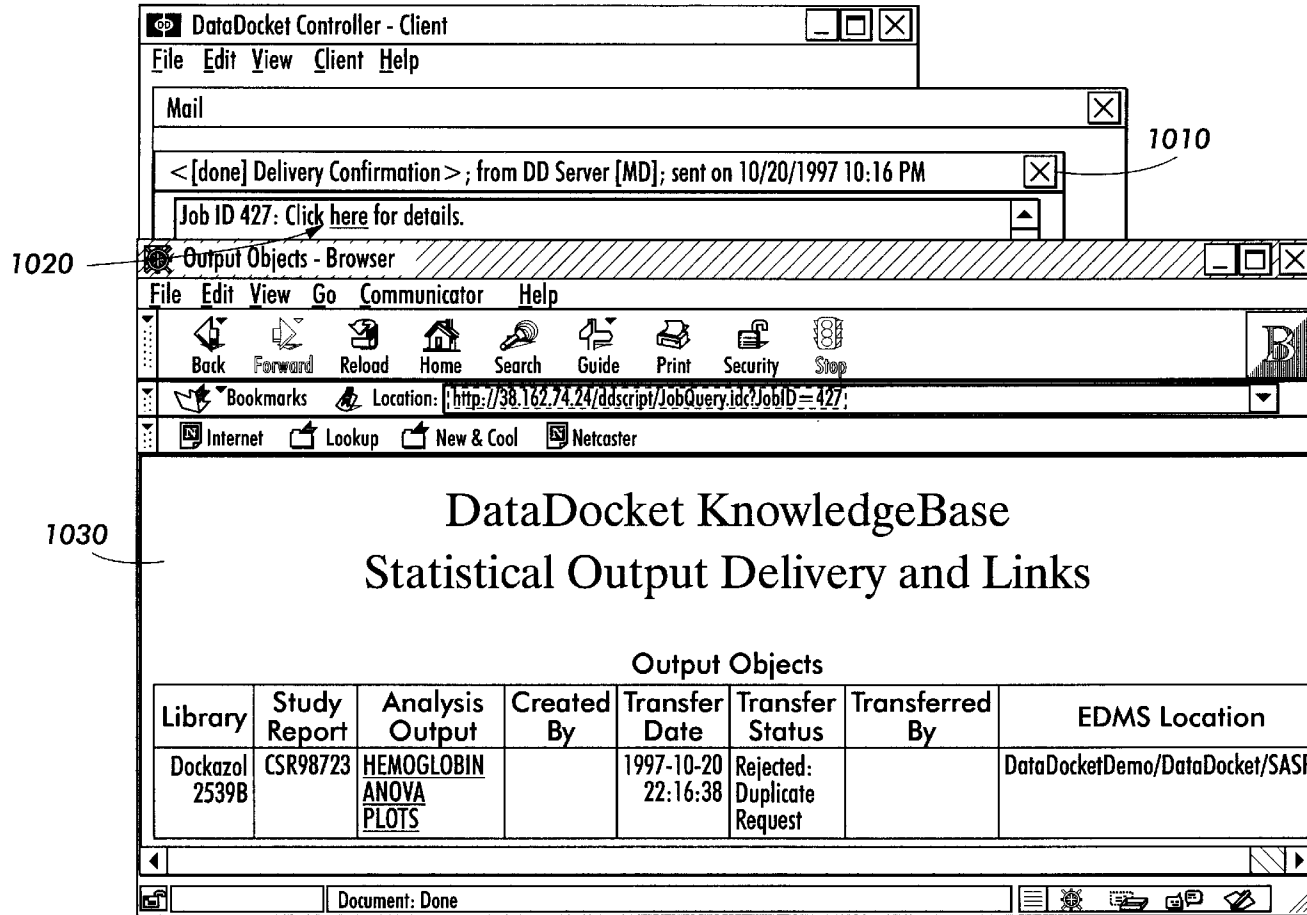 DD DataDocket Controller - Client
File Edit View Client Help
Mail
1010
<[done] Delivery Confirmation>; from DD Server [MD]; sent on 10/20/1997 10:16 PM
Job ID 427: Click here for details.
1020
Output Objects - Browser
File Edit View Go Communicator Help
Back Forward Reload Home Search Guide Print Security Stop
B
Bookmarks Location: http://38.162.74.24/ddscript/JobQuery.idc?JobID=427
N Internet Lookup New & Cool N Netcaster
1030
DataDocket KnowledgeBase
Statistical Output Delivery and Links
Output Objects
Library Study Report Analysis Output Created By Transfer Date Transfer Status Transferred By EDMS Location
Dockazol 2539B CSR98723 HEMOGLOBIN ANOVA PLOTS 1997-10-20 22:16:38 Rejected: Duplicate Request DataDocketDemo/DataDocket/SAS
Document: Done